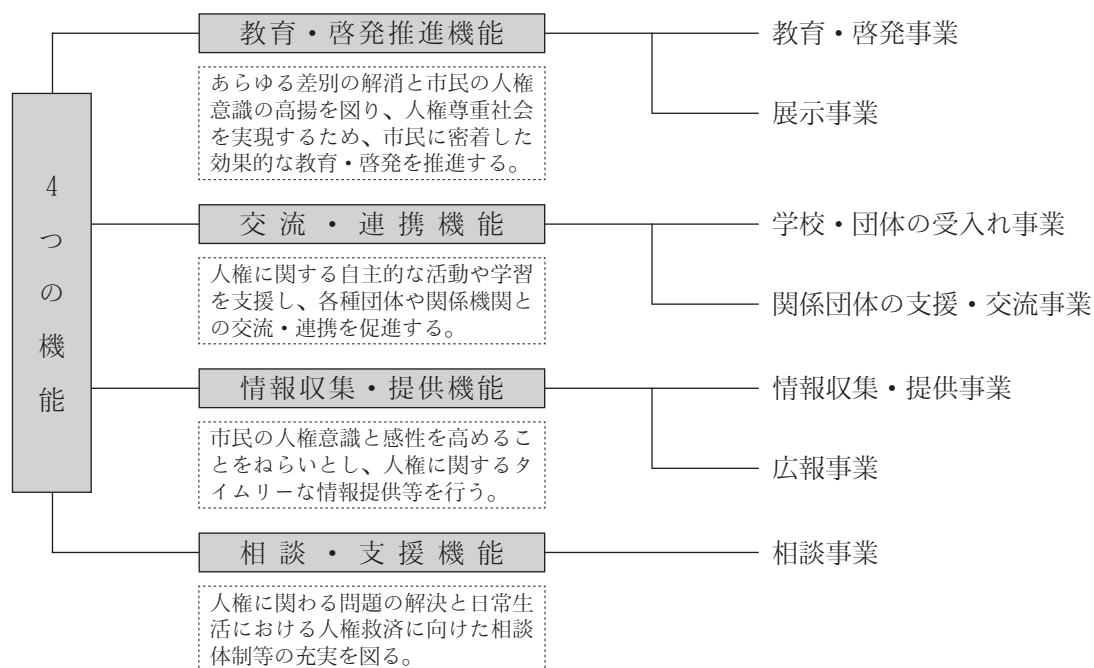 4つの機能
教育・啓発推進機能
あらゆる差別の解消と市民の人権
意識の高揚を図り、人権尊重社会
を実現するため、市民に密着した
効果的な教育・啓発を推進する。
教育・啓発事業
展示事業
交流・連携機能
人権に関する自主的な活動や学習
を支援し、各種団体や関係機関と
の交流・連携を促進する。
学校・団体の受入れ事業
関係団体の支援・交流事業
情報収集・提供機能
市民の人権意識と感性を高めるこ
とをねらいとし、人権に関するタ
イムリーな情報提供等を行う。
情報収集・提供事業
広報事業
相談・支援機能
人権に関わる問題の解決と日常生
活における人権救済に向けた相談
体制等の充実を図る。
相談事業